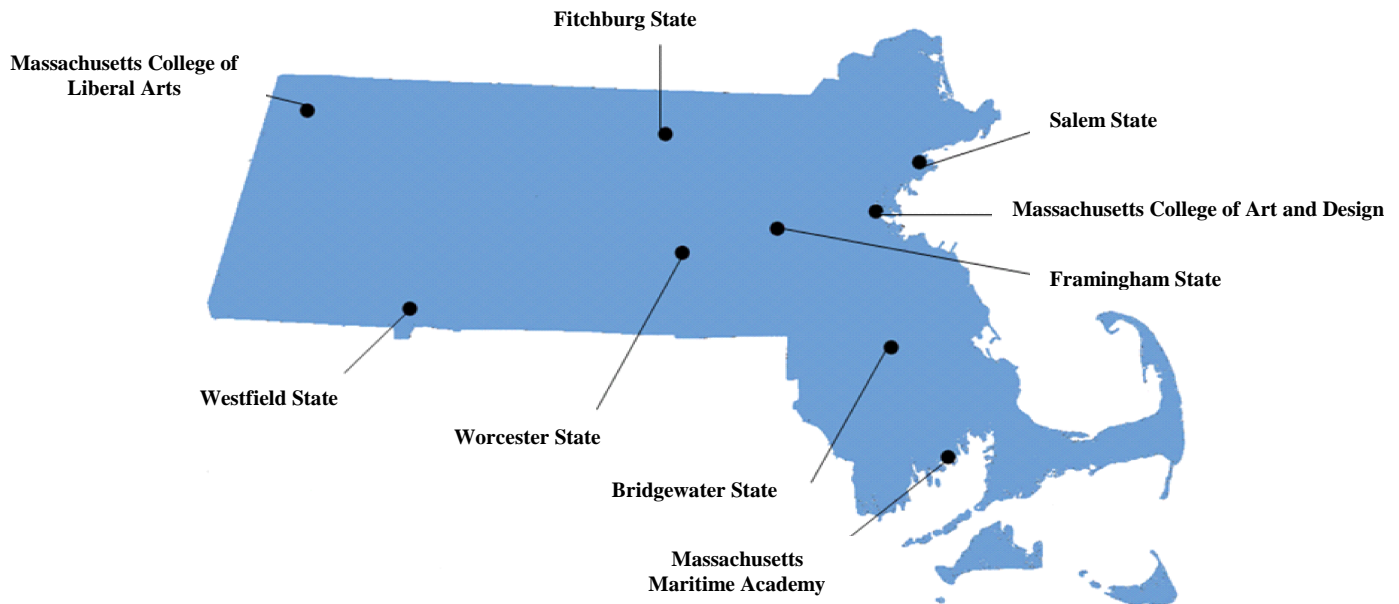 Fitchburg State
Massachusetts College of
Liberal Arts
Salem State
Massachusetts College of Art and Design
Framingham State
Westfield State
Worcester State
Bridgewater State
Massachusetts
Maritime Academy